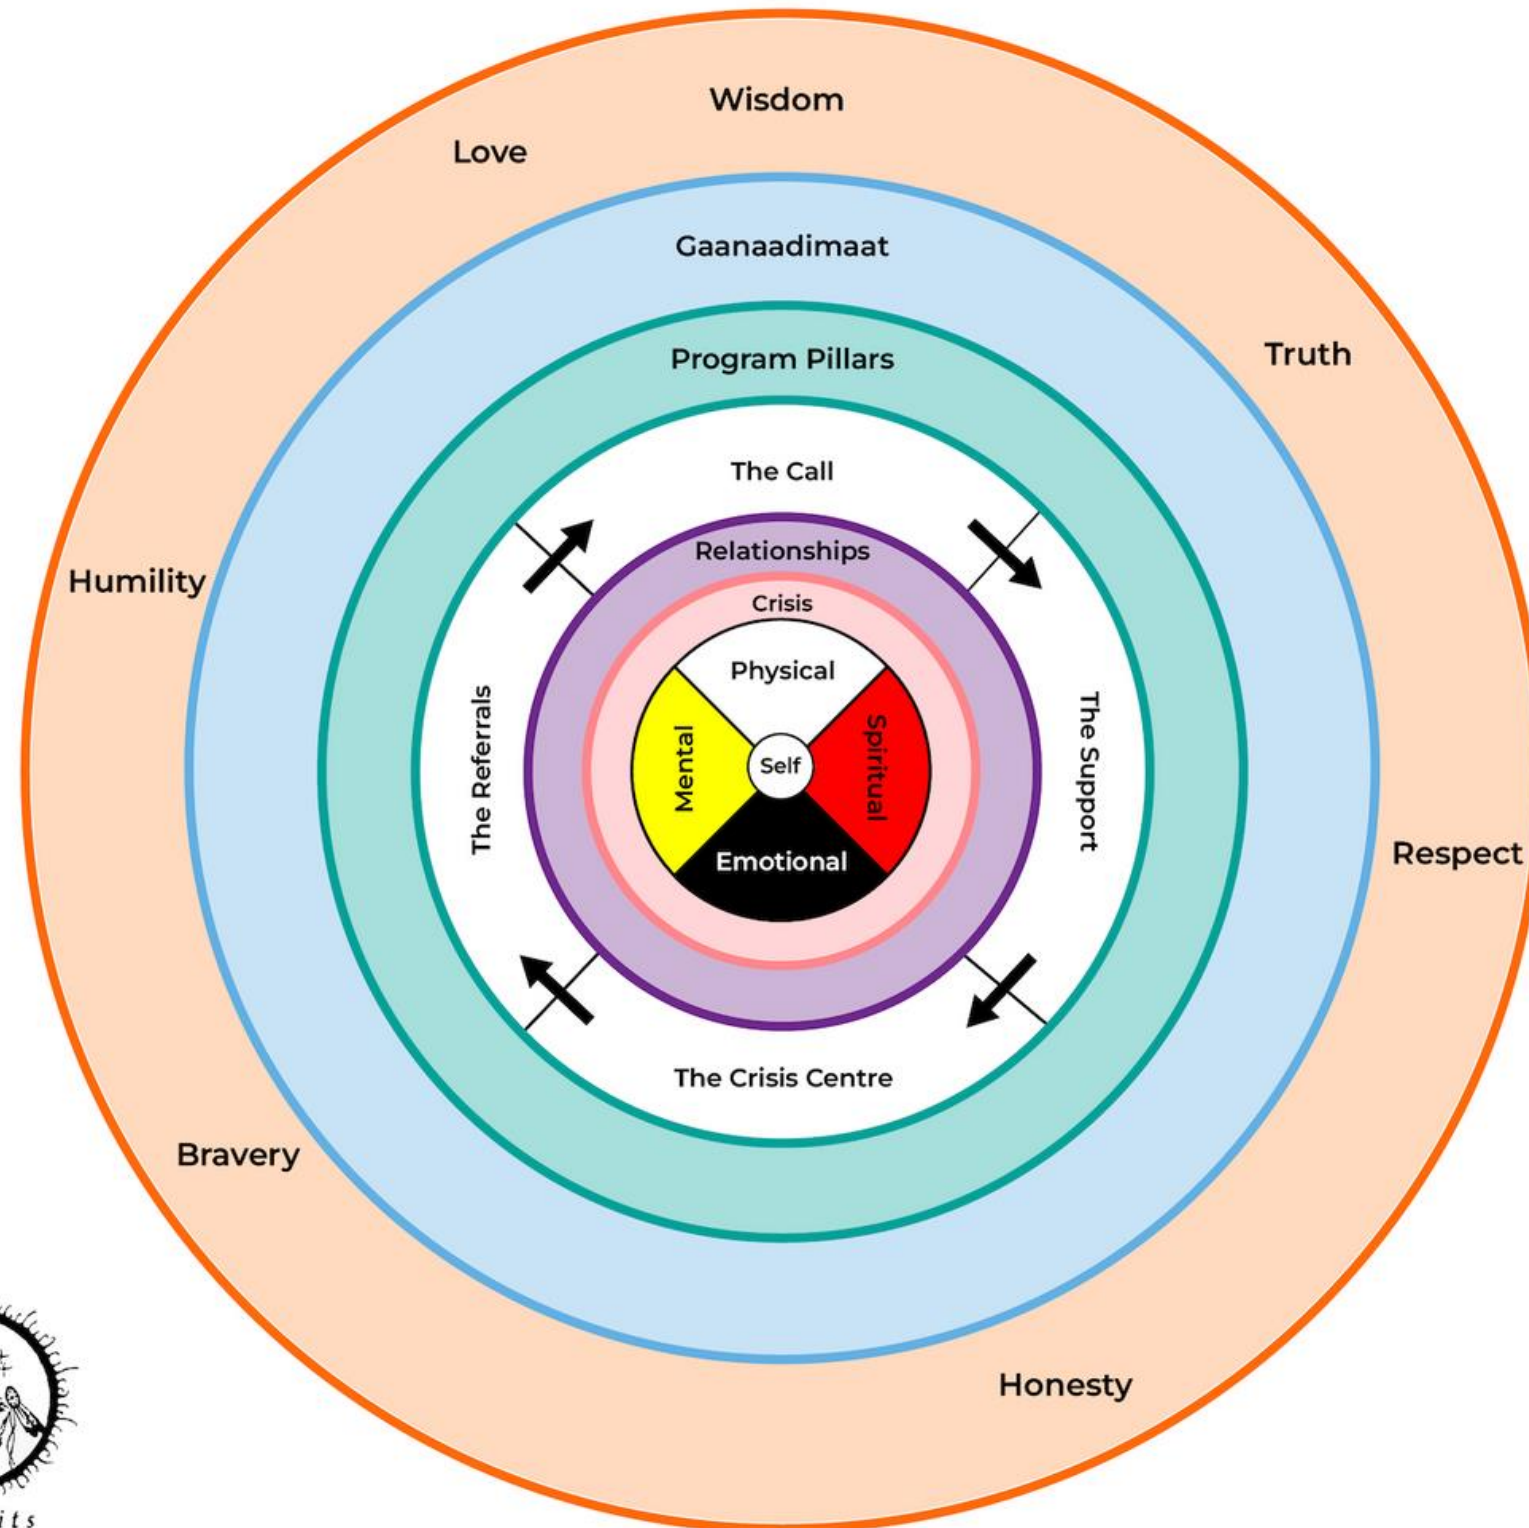 Wisdom
Love
Gaanaadimaat
Truth
Program Pillars
The Call
Relationships
Humility
Crisis
Physical
The Referrals
Mental
Self
Spiritual
The Support
Emotional
Respect
The Crisis Centre
Bravery
Honesty